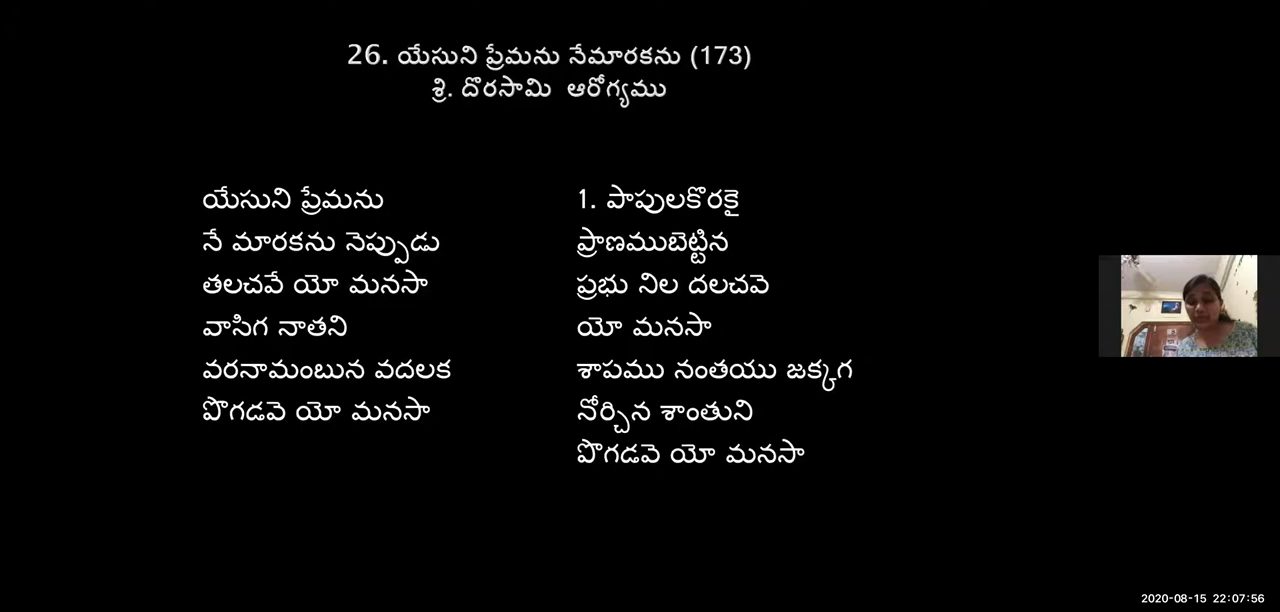 26. యేసుని ప్రేమను నేమారకను (173)
శ్రి. దొరసామి ఆరోగ్యము
యేసుని ప్రేమను
నే మారకను నెప్పుడు
తలచవే యో మనసా
వాసిగ నాతని
వరనామంబున వదలక
పొగడవె యో మనసా
1. పాపులకొరకై
ప్రాణముబెట్టిన
ప్రభు నిల దలచవె
యో మనసా
శాపము నంతయు జక్కగ
నోర్చిన శాంతుని
పొగడవె యో మనసా
2020-08-15 22:07:56